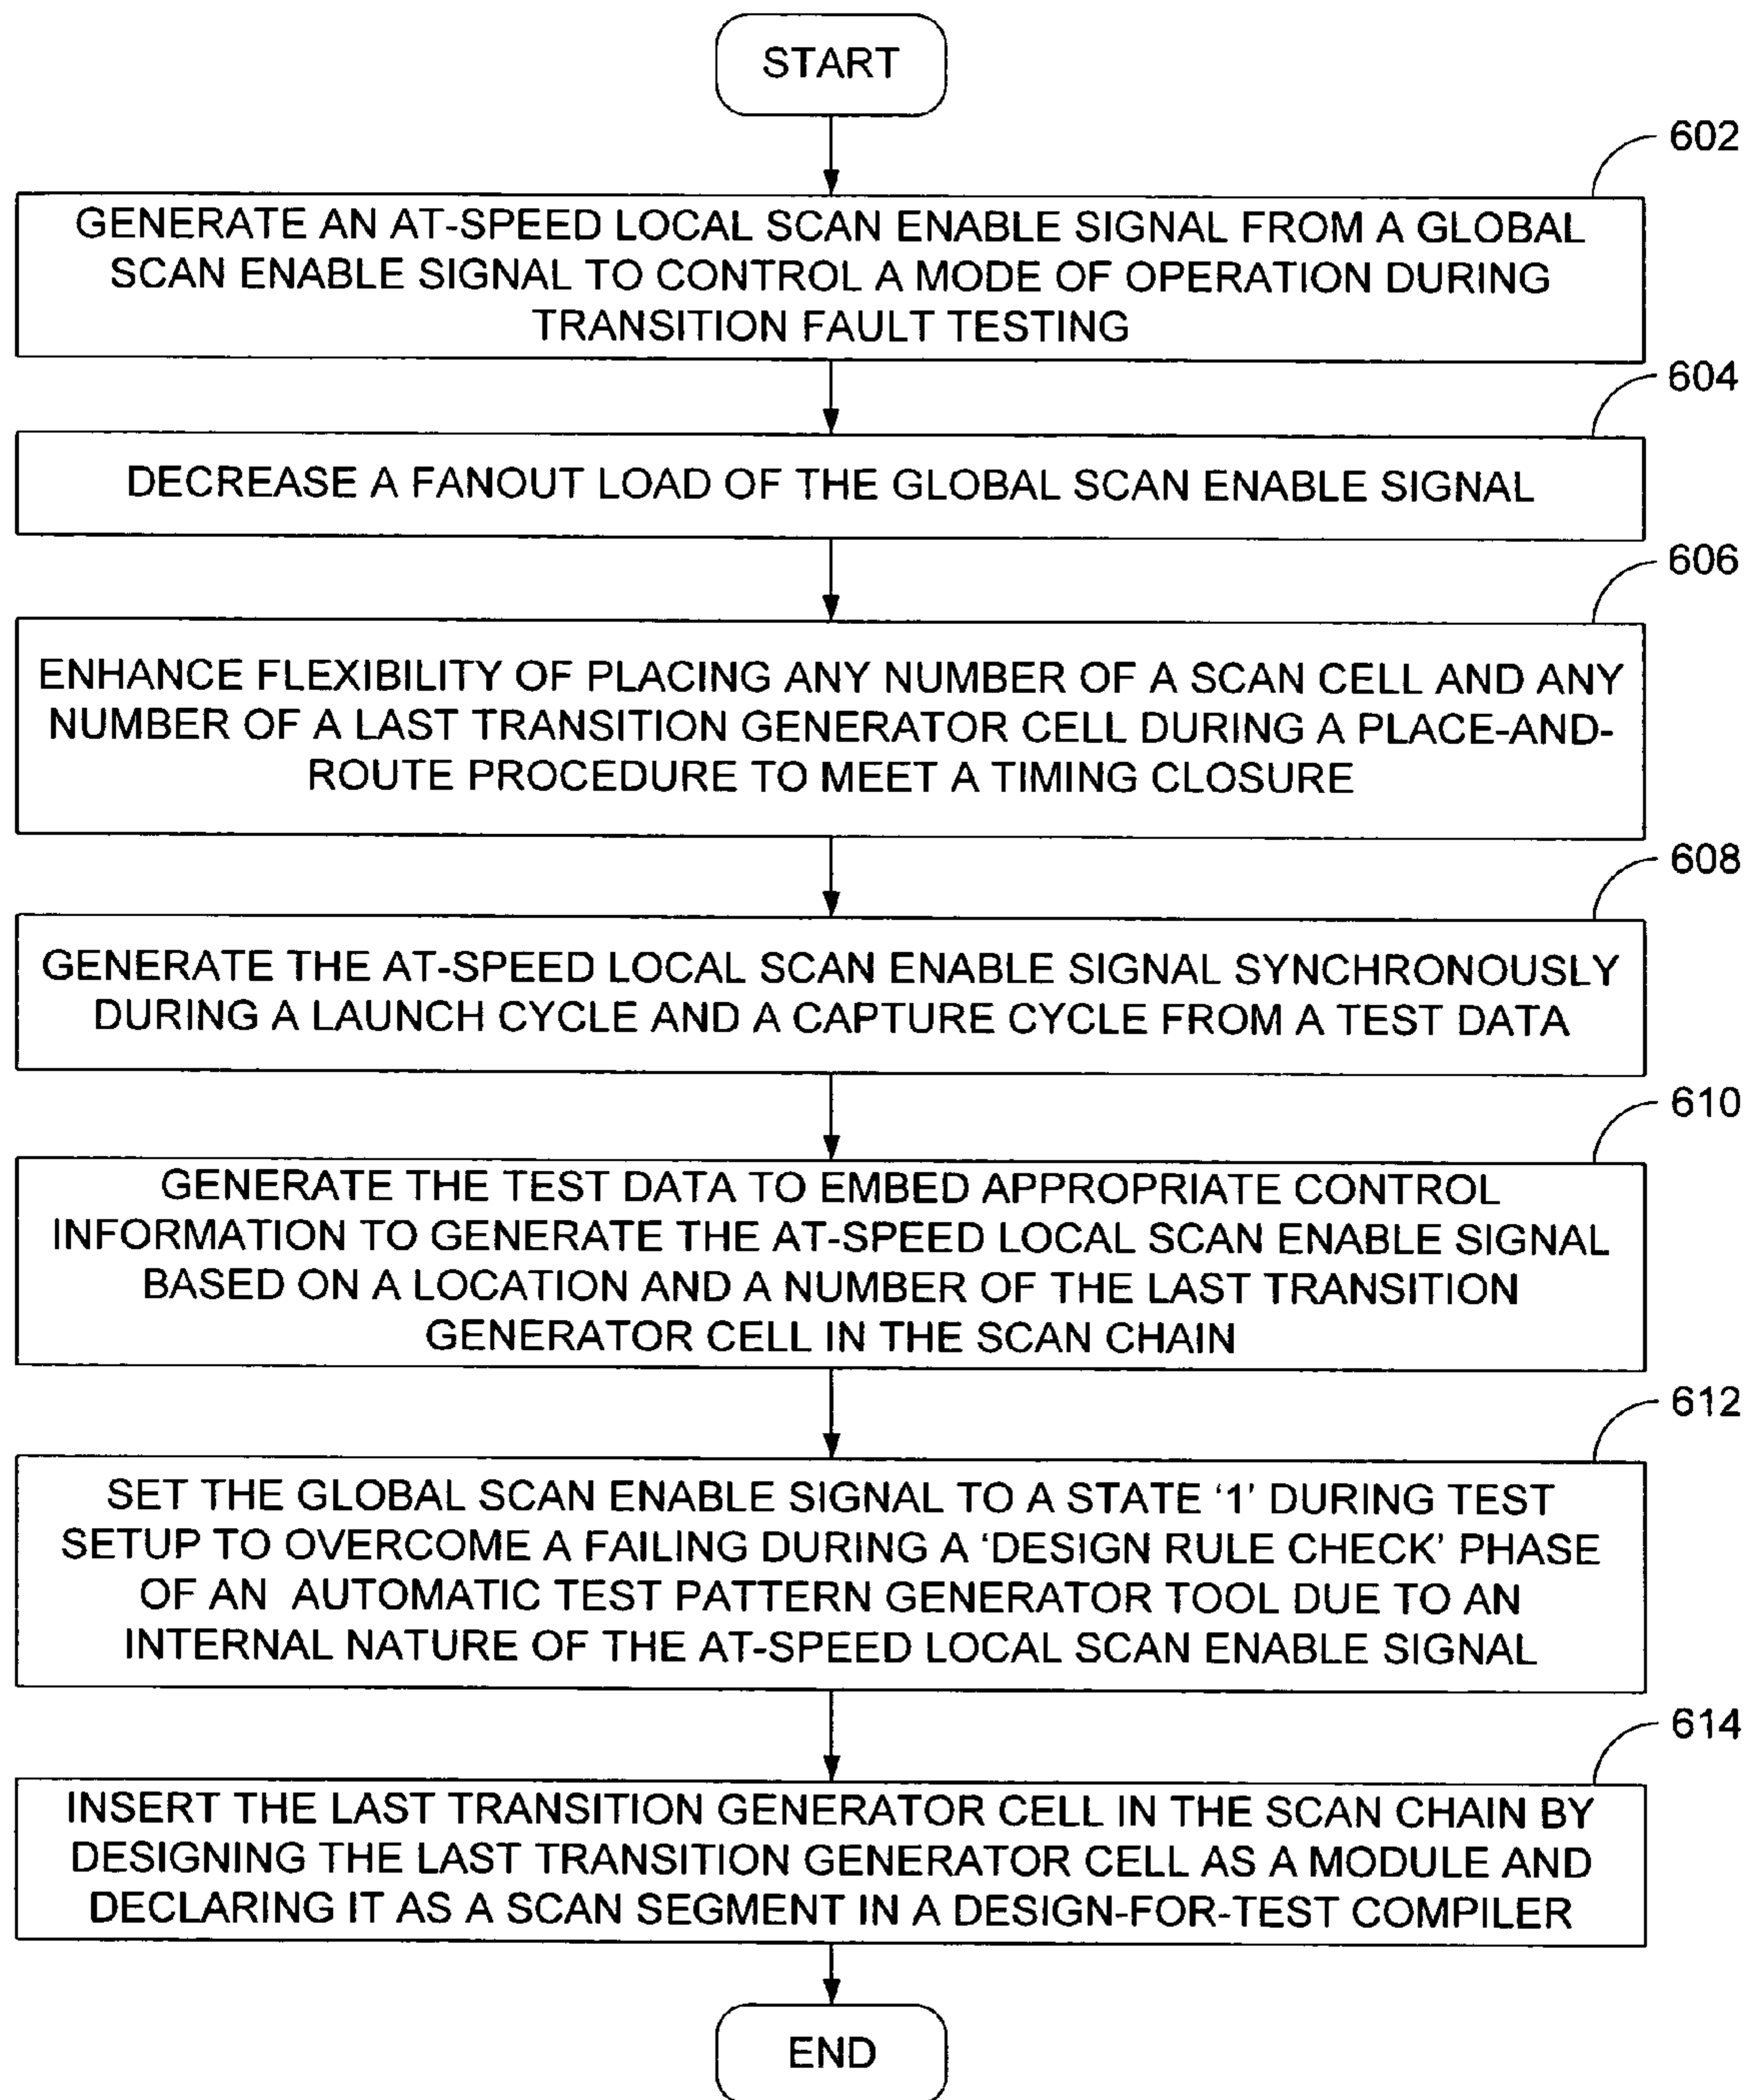 START
602
GENERATE AN AT-SPEED LOCAL SCAN ENABLE SIGNAL FROM A GLOBAL
SCAN ENABLE SIGNAL TO CONTROL A MODE OF OPERATION DURING
TRANSITION FAULT TESTING
604
DECREASE A FANOUT LOAD OF THE GLOBAL SCAN ENABLE SIGNAL
606
ENHANCE FLEXIBILITY OF PLACING ANY NUMBER OF A SCAN CELL AND ANY
NUMBER OF A LAST TRANSITION GENERATOR CELL DURING A PLACE-AND-
ROUTE PROCEDURE TO MEET A TIMING CLOSURE
608
GENERATE THE AT-SPEED LOCAL SCAN ENABLE SIGNAL SYNCHRONOUSLY
DURING A LAUNCH CYCLE AND A CAPTURE CYCLE FROM A TEST DATA
610
GENERATE THE TEST DATA TO EMBED APPROPRIATE CONTROL
INFORMATION TO GENERATE THE AT-SPEED LOCAL SCAN ENABLE SIGNAL
BASED ON A LOCATION AND A NUMBER OF THE LAST TRANSITION
GENERATOR CELL IN THE SCAN CHAIN
612
SET THE GLOBAL SCAN ENABLE SIGNAL TO A STATE ‘1’ DURING TEST
SETUP TO OVERCOME A FAILING DURING A ‘DESIGN RULE CHECK’ PHASE
OF AN AUTOMATIC TEST PATTERN GENERATOR TOOL DUE TO AN
INTERNAL NATURE OF THE AT-SPEED LOCAL SCAN ENABLE SIGNAL
614
INSERT THE LAST TRANSITION GENERATOR CELL IN THE SCAN CHAIN BY
DESIGNING THE LAST TRANSITION GENERATOR CELL AS A MODULE AND
DECLARING IT AS A SCAN SEGMENT IN A DESIGN-FOR-TEST COMPILER
END